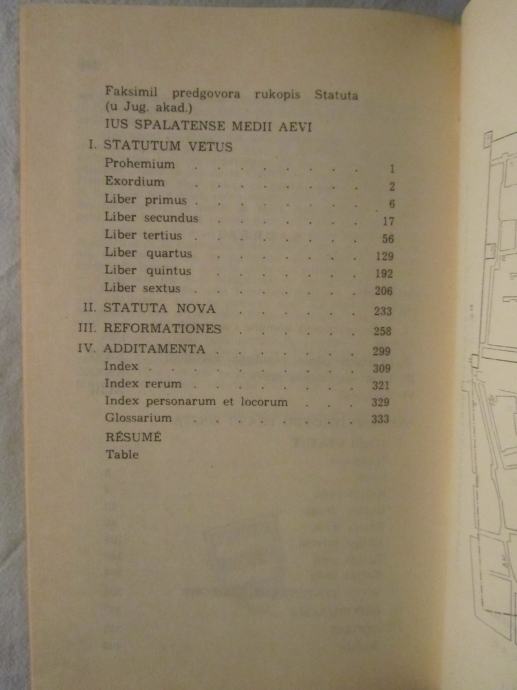 Faksimil predgovora rukopis Statuta
(u Jug. akad.)
IUS SPALATENSE MEDII AEVI
I. STATUTUM VETUS
Prohemium . . . . . . . 1
Exordium . . . . . . . 2
Liber primus . . . . . . . 6
Liber secundus . . . . . . 17
Liber tertius . . . . . . . 56
Liber quartus . . . . . . 129
Liber quintus . . . . . . 192
Liber sextus . . . . . . . 206
II. STATUTA NOVA . . . . . . 233
III. REFORMATIONES . . . . . 258
IV. ADDITAMENTA . . . . . . 299
Index . . . . . . . . . 309
Index rerum . . . . . . . 321
Index personarum et locorum . . . 329
Glossarium . . . . . . . 333
RÉSUMÉ
Table